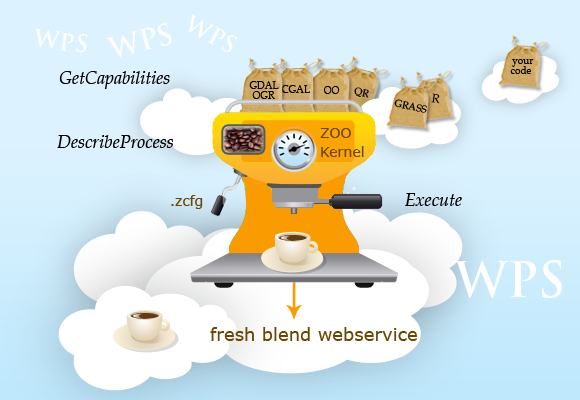 WPS
WPS
WPS
GetCapabilities
GDAL
OGR
CGAL
OO
QR
GRASS
R
your
code
DescribeProcess
ZOO
Kernel
.zcfg
Execute
WPS
fresh blend webservice